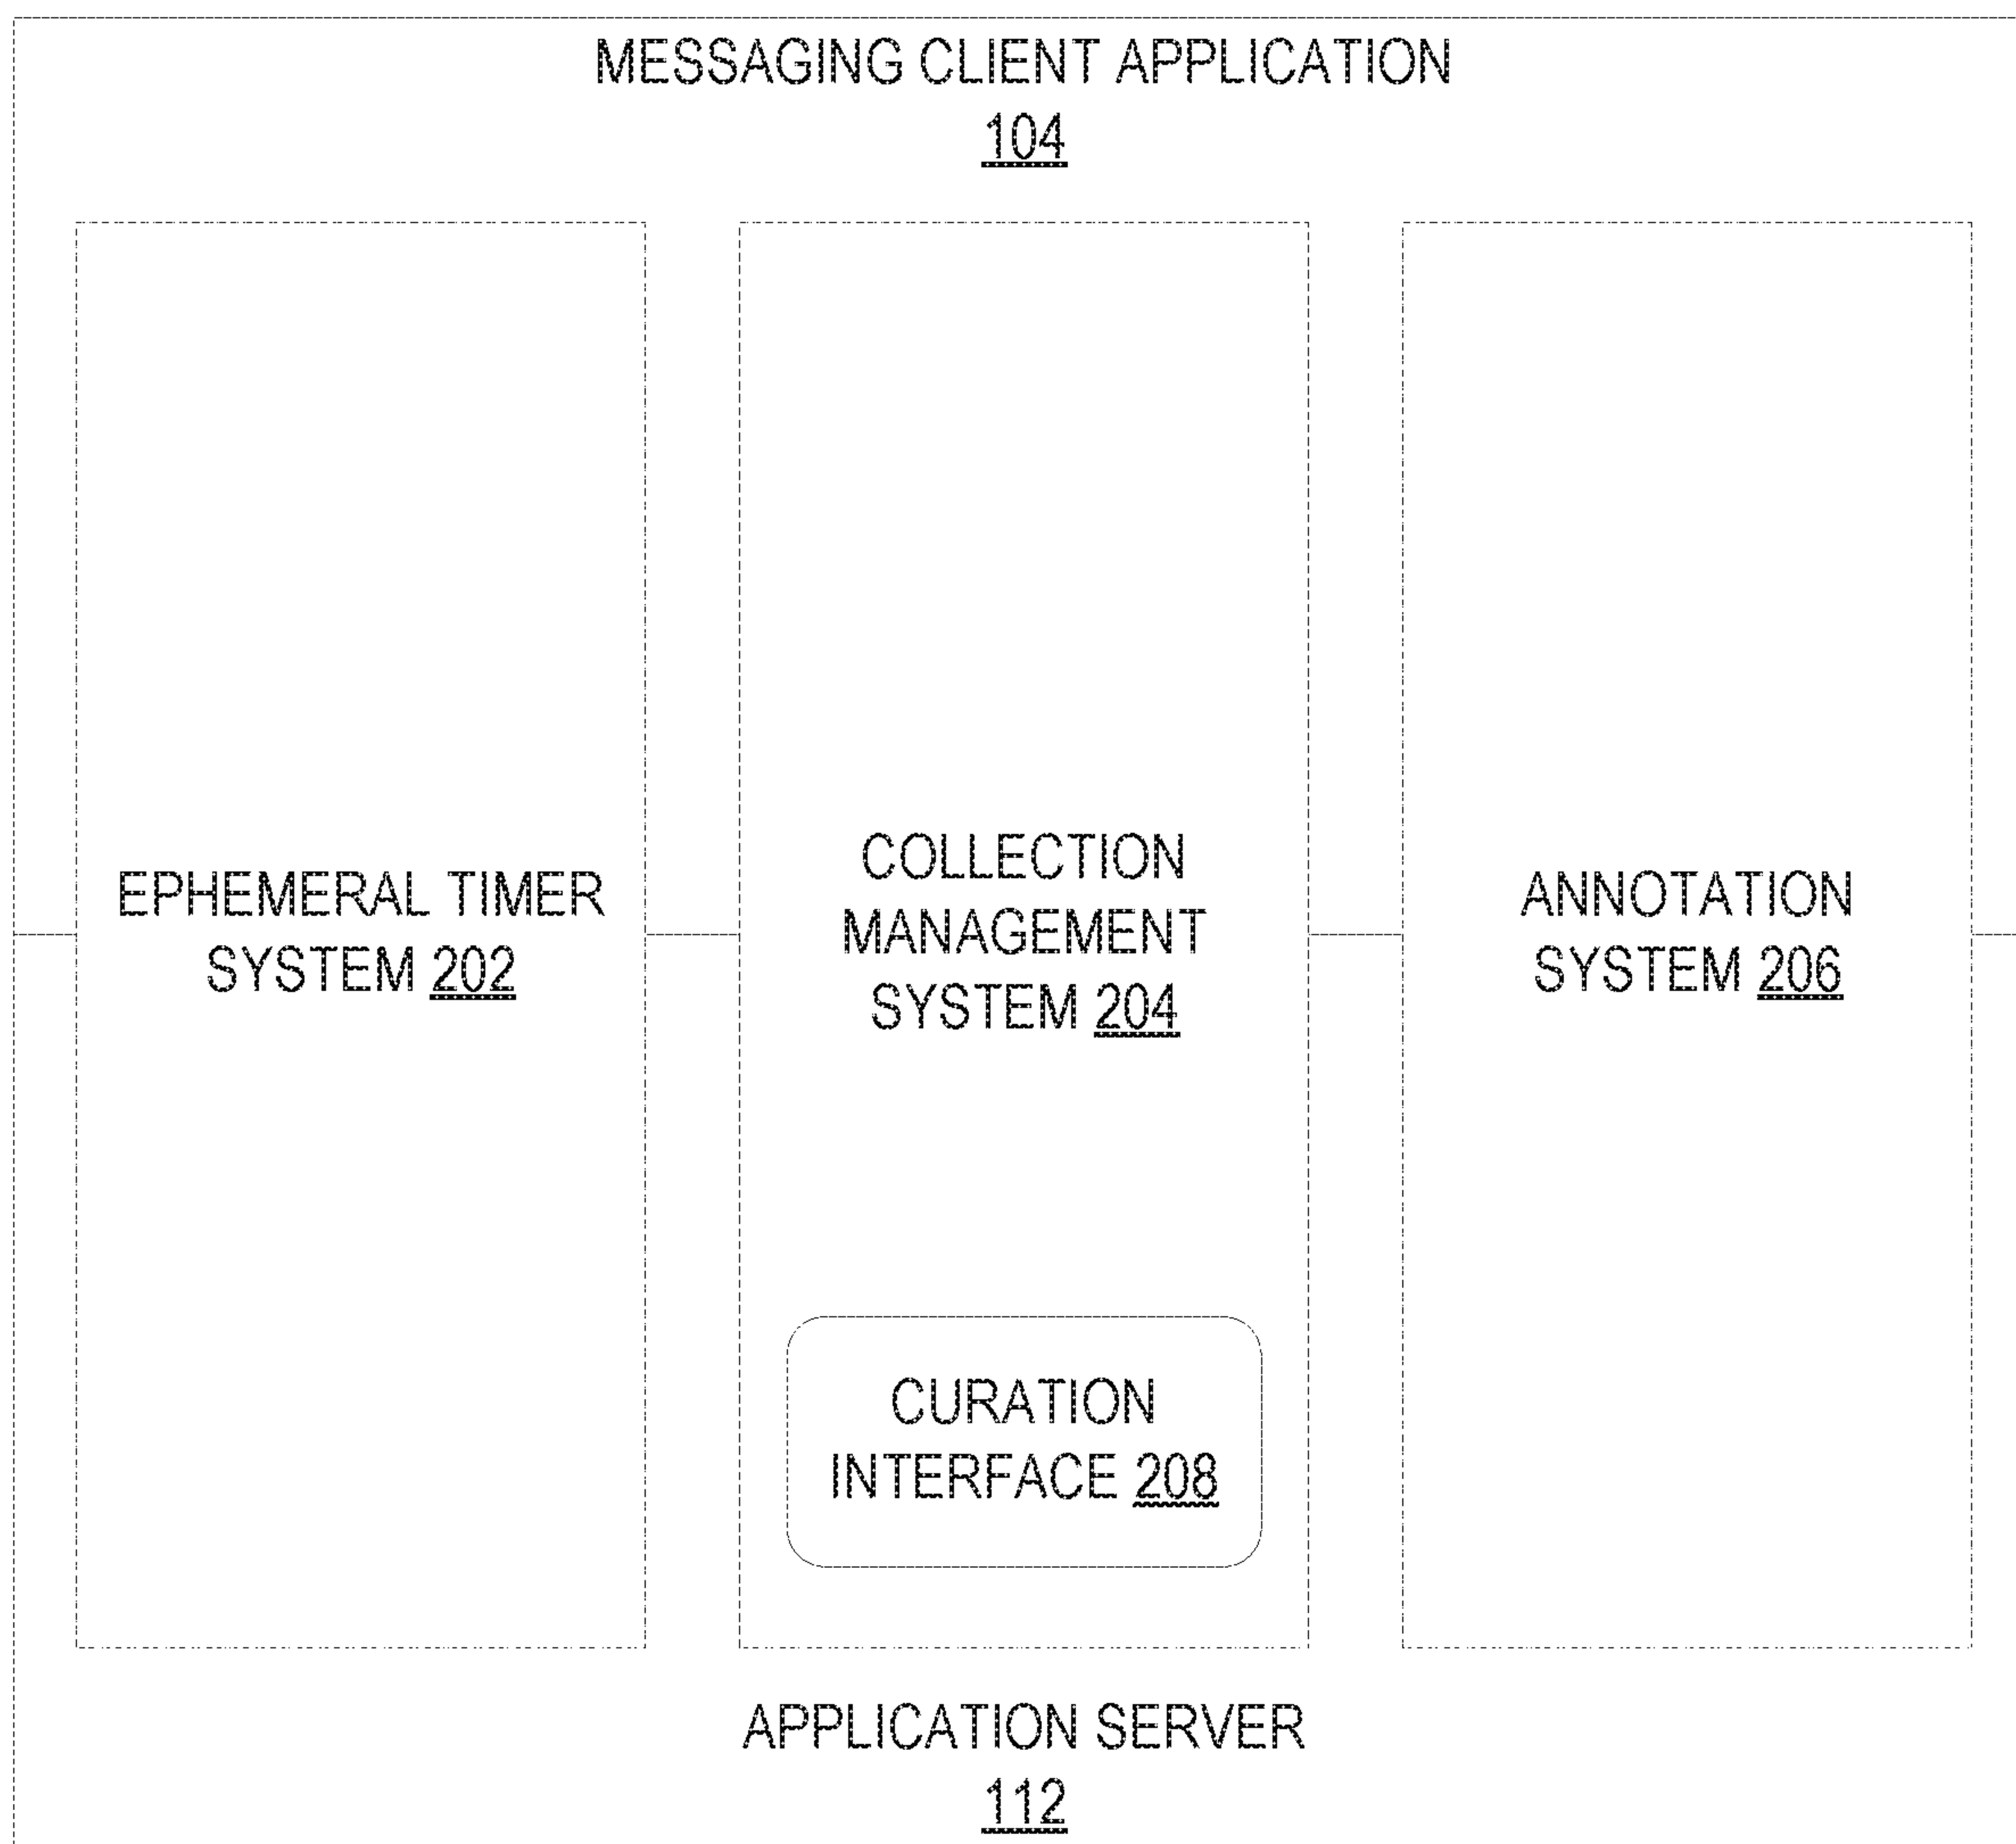 MESSAGING CLIENT APPLICATION
104
EPHEMERAL TIMER
SYSTEM 202
COLLECTION
MANAGEMENT
SYSTEM 204
ANNOTATION
SYSTEM 206
CURATION
INTERFACE 208
APPLICATION SERVER
112